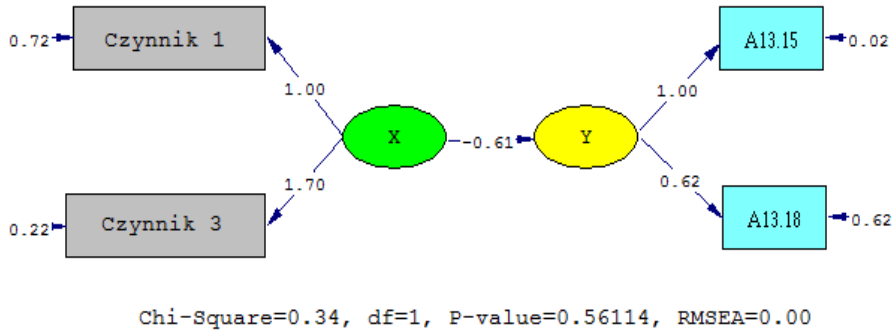 0.72
Czynnik 1
A13.15
0.02
1.00
1.00
X
-0.61
Y
1.70
0.62
0.22
Czynnik 3
A13.18
0.62
Chi-Square=0.34, df=1, P-value=0.56114, RMSEA=0.00